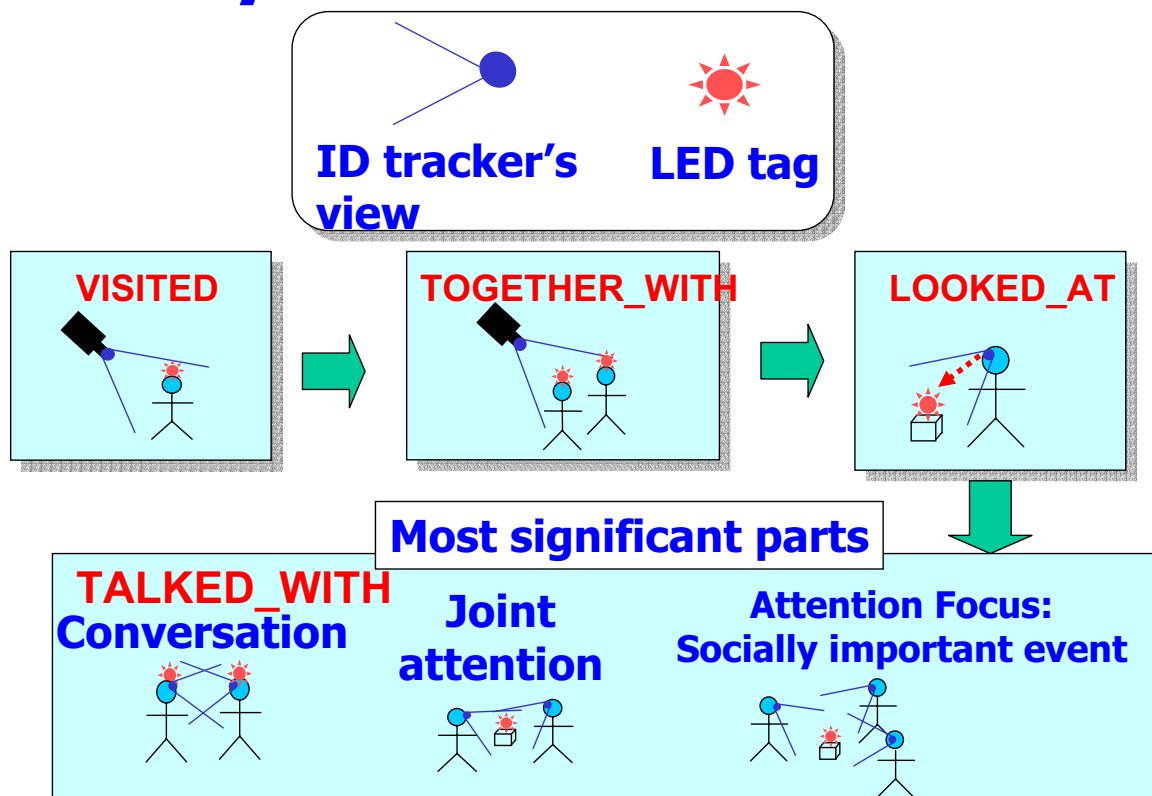 ID tracker's
view
LED tag
VISITED
TOGETHER_WITH
LOOKED_AT
Most significant parts
TALKED_WITH
Conversation
Joint
attention
Attention Focus:
Socially important event